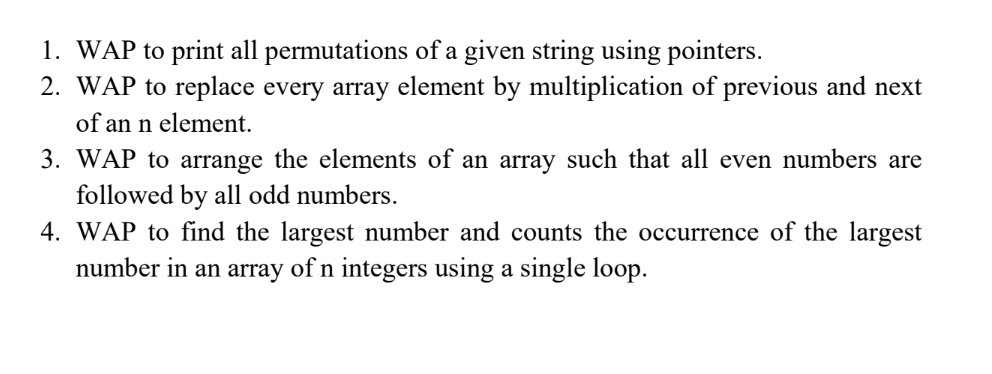 1. WAP to print all permutations of a given string using pointers.
2. WAP to replace every array element by multiplication of previous and next
of an n element.
3. WAP to arrange the elements of an array such that all even numbers are
followed by all odd numbers.
4. WAP to find the largest number and counts the occurrence of the largest
number in an array of n integers using a single loop.